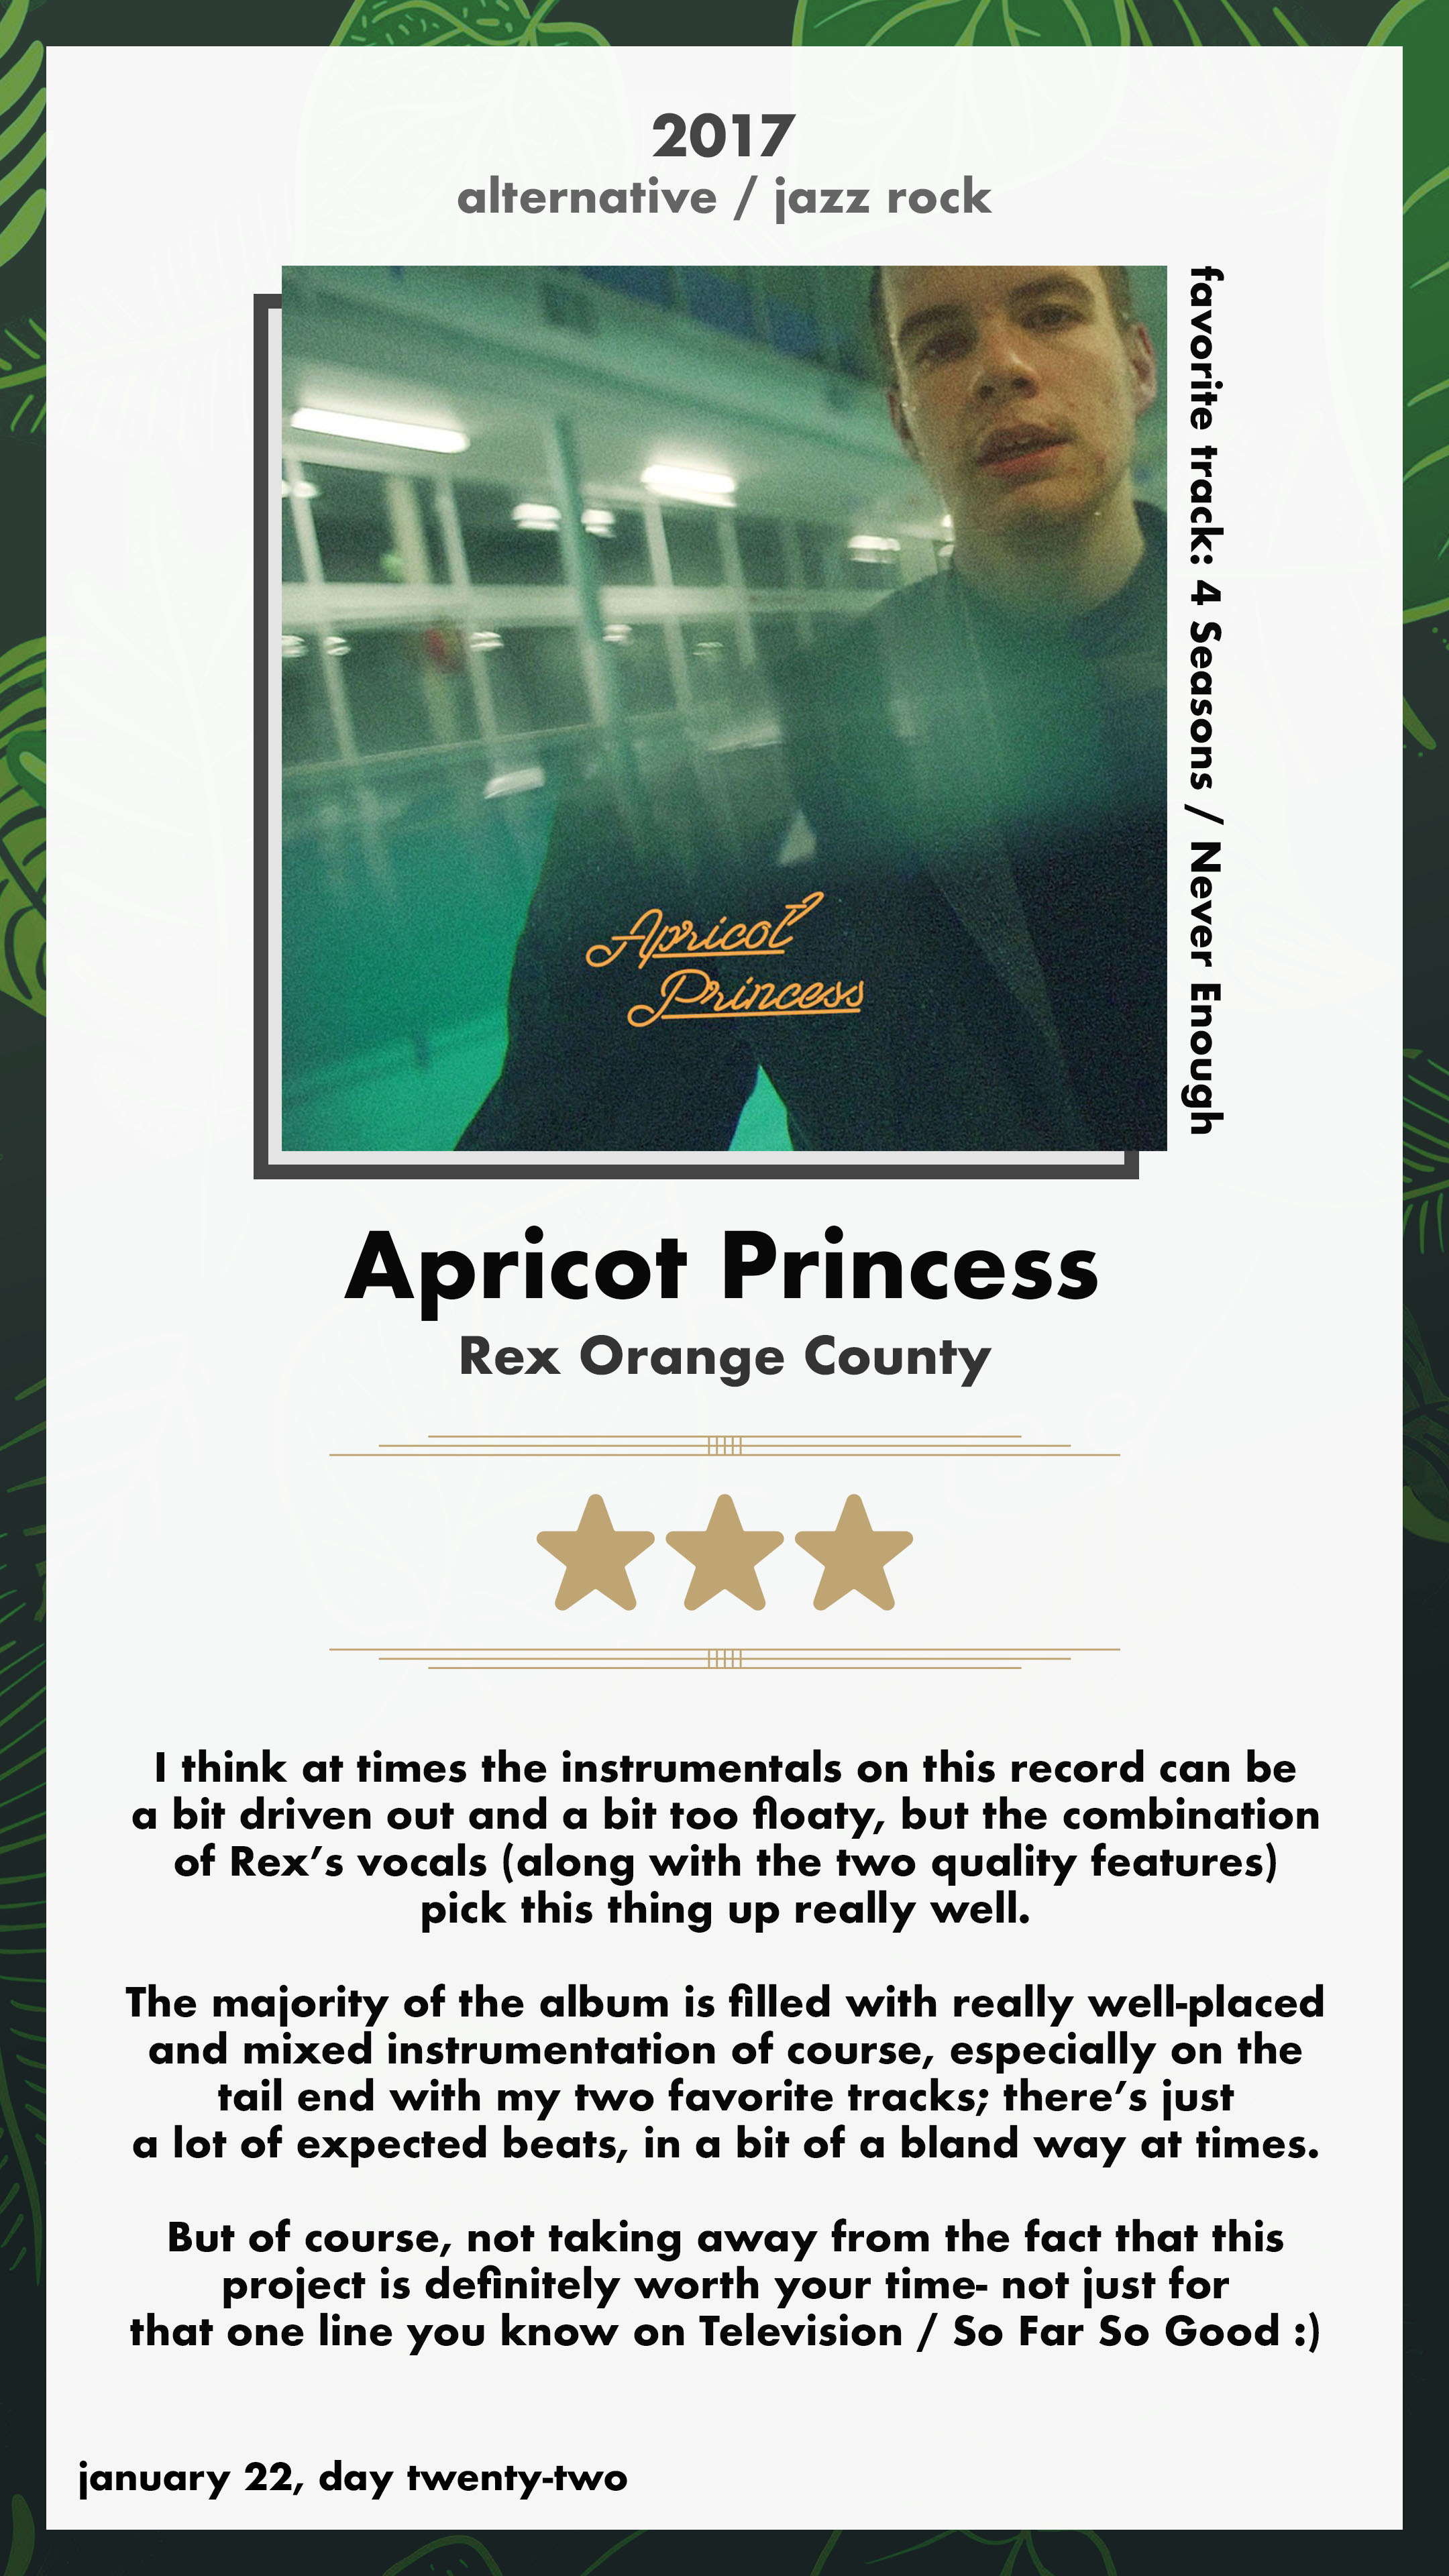 2017
alternative / jazz rock
favorite track: 4 Seasons / Never Enough
Apricot
Princess
Apricot Princess
Rex Orange County
I think at times the instrumentals on this record can be
a bit driven out and a bit too floaty, but the combination
of Rex’s vocals (along with the two quality features)
pick this thing up really well.
The majority of the album is filled with really well-placed
and mixed instrumentation of course, especially on the
tail end with my two favorite tracks; there’s just
a lot of expected beats, in a bit of a bland way at times.
But of course, not taking away from the fact that this
project is definitely worth your time- not just for
that one line you know on Television / So Far So Good :)
january 22, day twenty-two